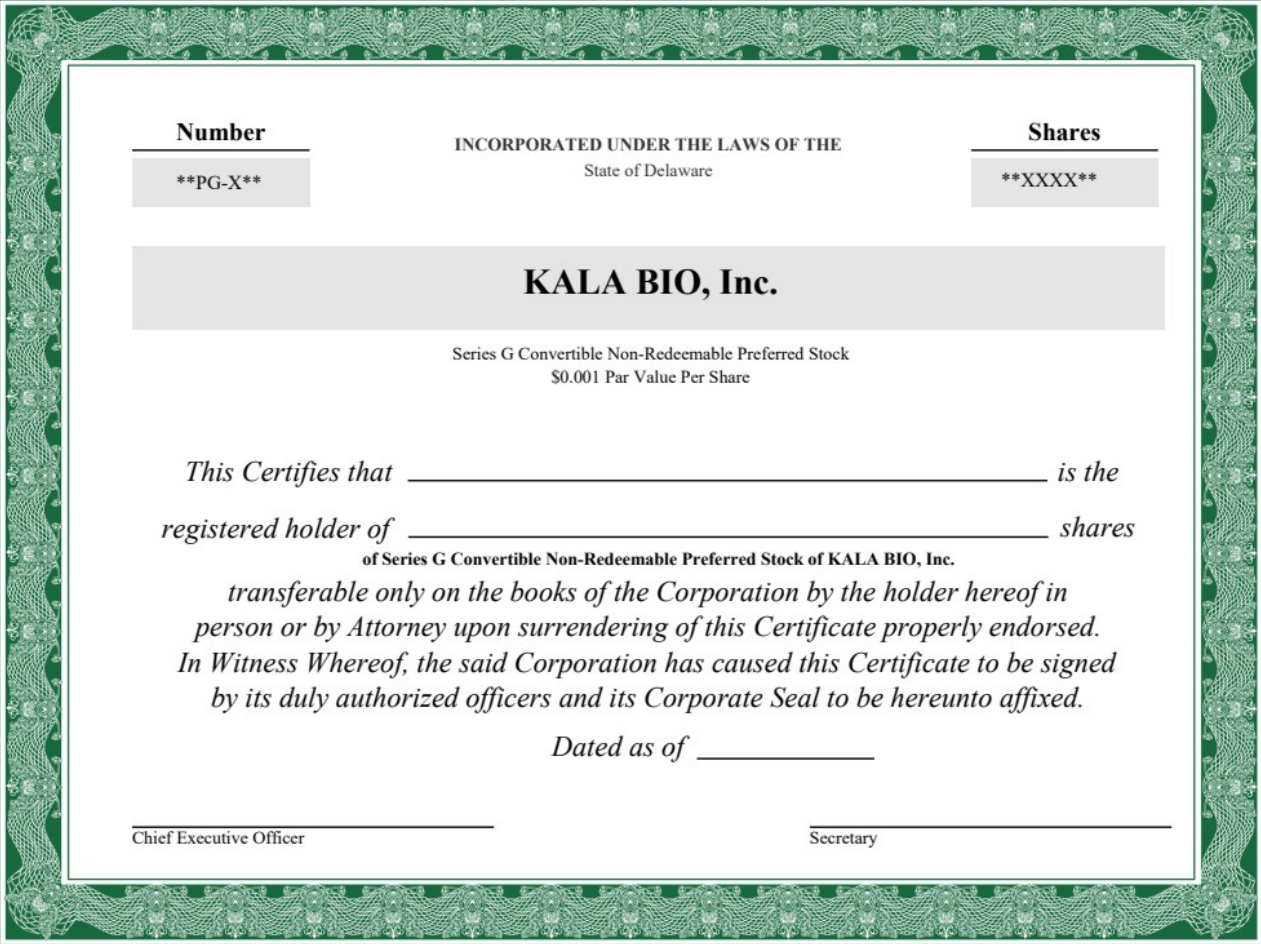 Number
INCORPORATED UNDER THE LAWS OF THE
Shares
**PG-X**
State of Delaware
**XXXX**
KALA BIO, Inc.
Series G Convertible Non-Redeemable Preferred Stock
$0.001 Par Value Per Share
This Certifies that ____ is the
registered holder of ____ shares
of Series G Convertible Non-Redeemable Preferred Stock of KALA BIO, Inc.
transferable only on the books of the Corporation by the holder hereof in
person or by Attorney upon surrendering of this Certificate properly endorsed.
In Witness Whereof, the said Corporation has caused this Certificate to be signed
by its duly authorized officers and its Corporate Seal to be hereunto affixed.
Dated as of ____
Chief Executive Officer
Secretary